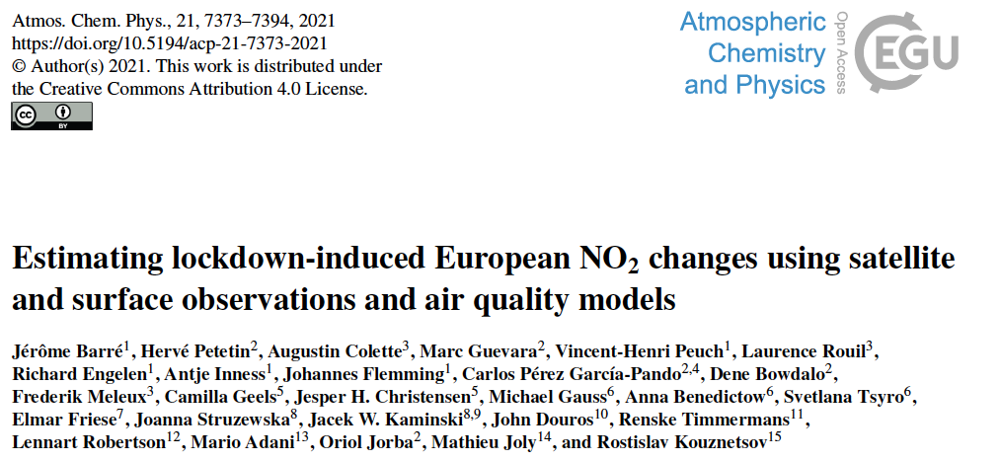 Atmos. Chem. Phys., 21, 7373–7394, 2021
https://doi.org/10.5194/acp-21-7373-2021
© Author(s) 2021. This work is distributed under
the Creative Commons Attribution 4.0 License.
cc BY
Atmospheric
Chemistry
and Physics
Open Access
EGU
Estimating lockdown-induced European NO₂ changes using satellite
and surface observations and air quality models
Jérôme Barré¹, Hervé Petetin², Augustin Colette³, Marc Guevara², Vincent-Henri Peuch¹, Laurence Rouil³,
Richard Engelen¹, Antje Inness¹, Johannes Flemming¹, Carlos Pérez García-Pando²,⁴, Dene Bowdalo²,
Frederik Meleux³, Camilla Geels⁵, Jesper H. Christensen⁵, Michael Gauss⁶, Anna Benedictow⁶, Svetlana Tsyro⁶,
Elmar Friese⁷, Joanna Struzewska⁸, Jacek W. Kaminski⁸,⁹, John Douros¹⁰, Renske Timmermans¹¹,
Lennart Robertson¹², Mario Adani¹³, Oriol Jorba², Mathieu Joly¹⁴, and Rostislav Kouznetsov¹⁵